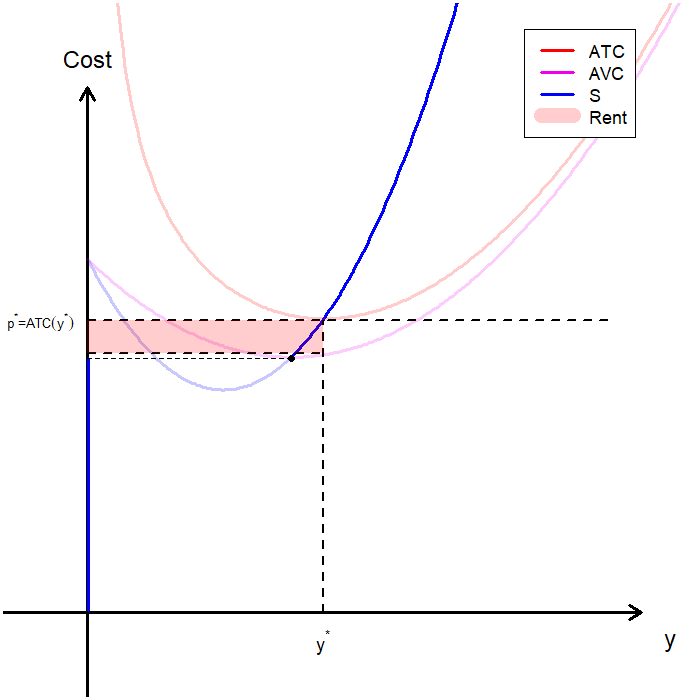 Cost
ATC
AVC
S
Rent
p*=ATC(y*)
y*
y